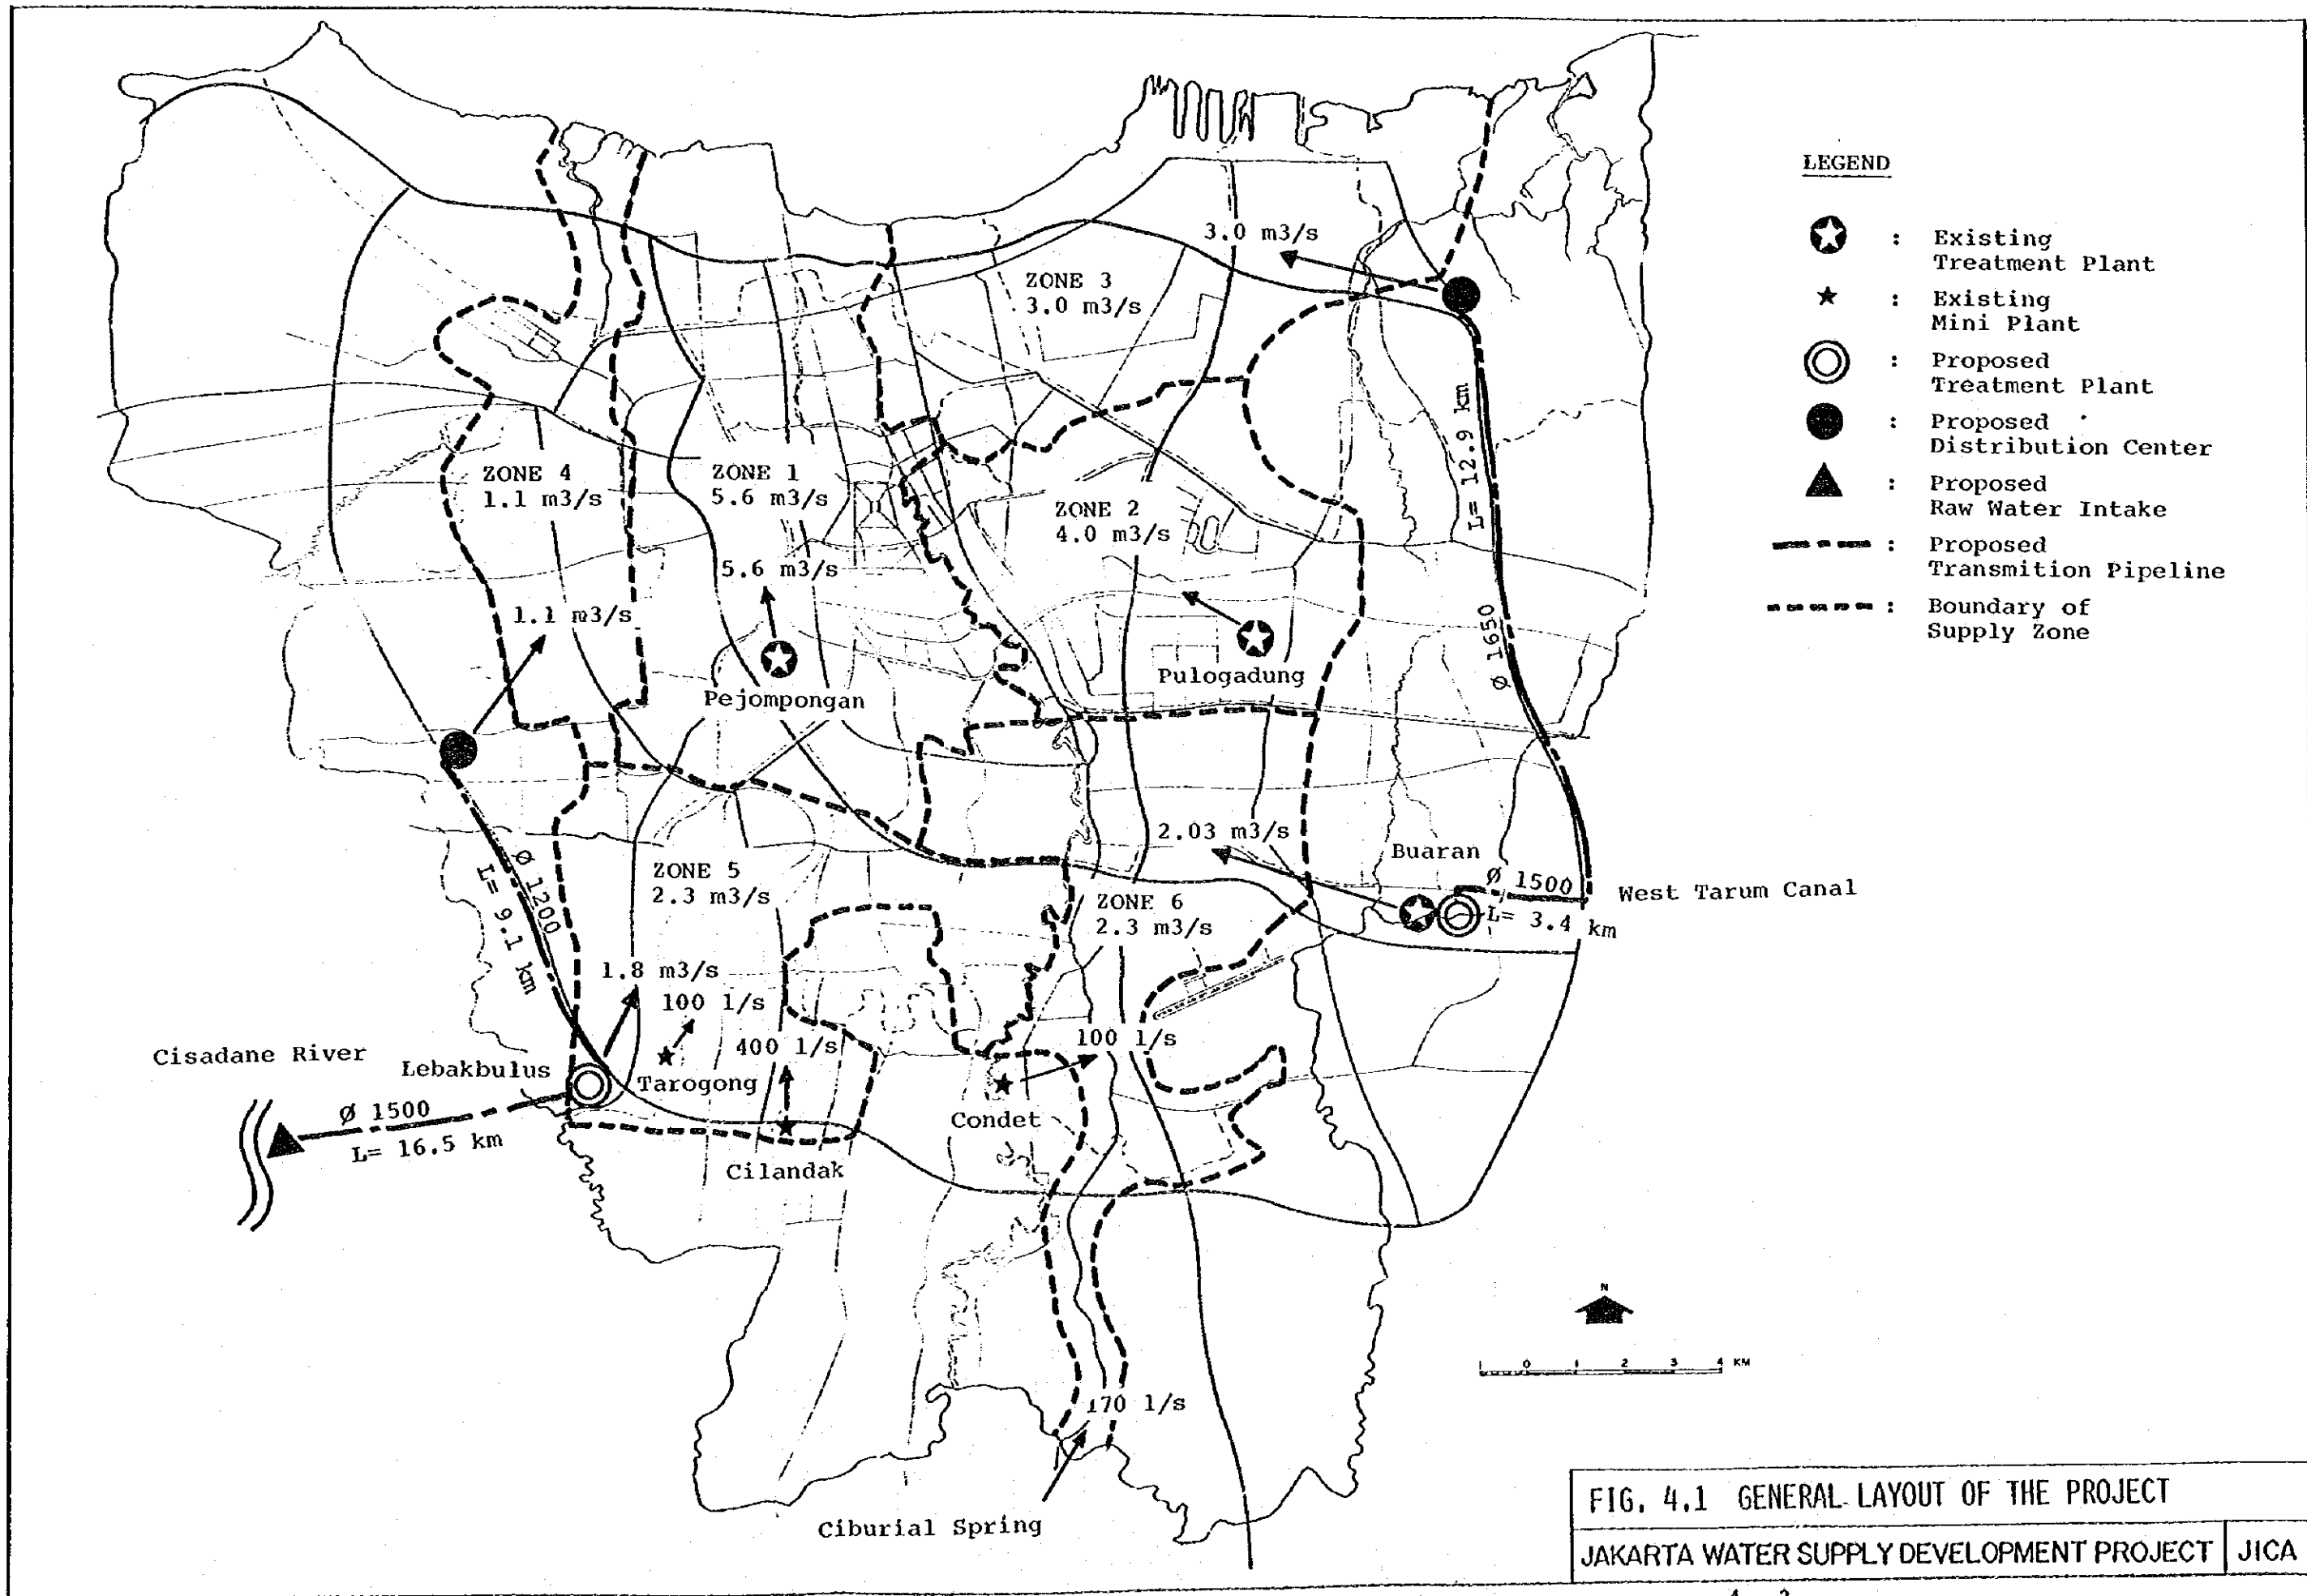 LEGEND
: Existing
Treatment Plant
: Existing
Mini Plant
: Proposed
Treatment Plant
: Proposed
Distribution Center
: Proposed
Raw Water Intake
: Proposed
Transmition Pipeline
: Boundary of
Supply Zone
3.0 m3/s
ZONE 3
3.0 m3/s
L= 12.9 km
ZONE 4
1.1 m3/s
ZONE 1
5.6 m3/s
ZONE 2
4.0 m3/s
5.6 m3/s
1.1 m3/s
Ø 1650
Pejompongan
Pulogadung
2.03 m3/s
Buaran
Ø 1500
West Tarum Canal
L= 3.4 km
ZONE 5
2.3 m3/s
ZONE 6
2.3 m3/s
Ø 1200
L= 9.1 km
1.8 m3/s
100 l/s
400 l/s
100 l/s
Cisadane River
Lebakbulus
Tarogong
Ø 1500
L= 16.5 km
Condet
Cilandak
N
0 1 2 3 4 KM
170 l/s
Ciburial Spring
FIG. 4.1 GENERAL LAYOUT OF THE PROJECT
JAKARTA WATER SUPPLY DEVELOPMENT PROJECT JICA